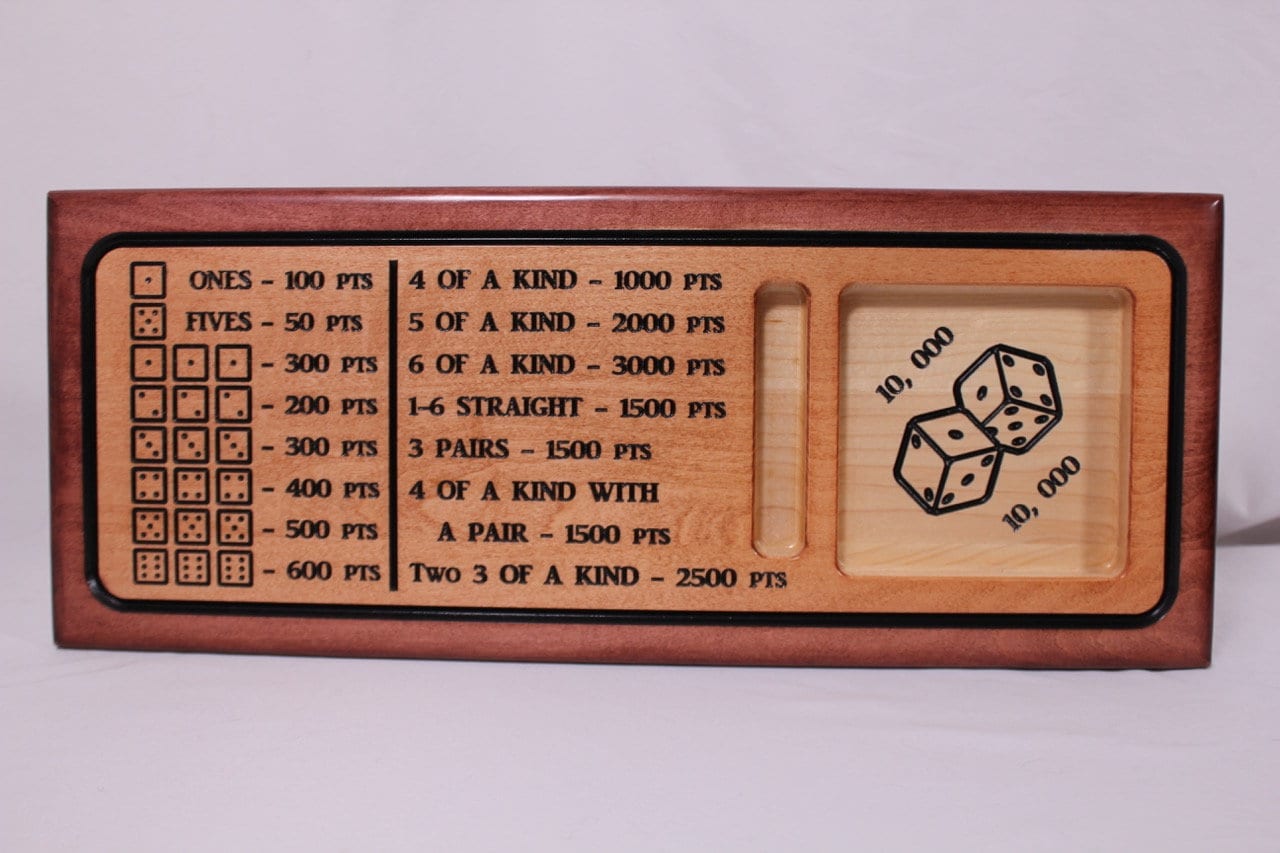 ONES - 100 PTS
FIVES - 50 PTS
- 300 PTS
- 200 PTS
- 300 PTS
- 400 PTS
- 500 PTS
- 600 PTS
4 OF A KIND - 1000 PTS
5 OF A KIND - 2000 PTS
6 OF A KIND - 3000 PTS
1-6 STRAIGHT - 1500 PTS
3 PAIRS - 1500 PTS
4 OF A KIND WITH
A PAIR - 1500 PTS
Two 3 OF A KIND - 2500 PTS
10, 000
10, 000